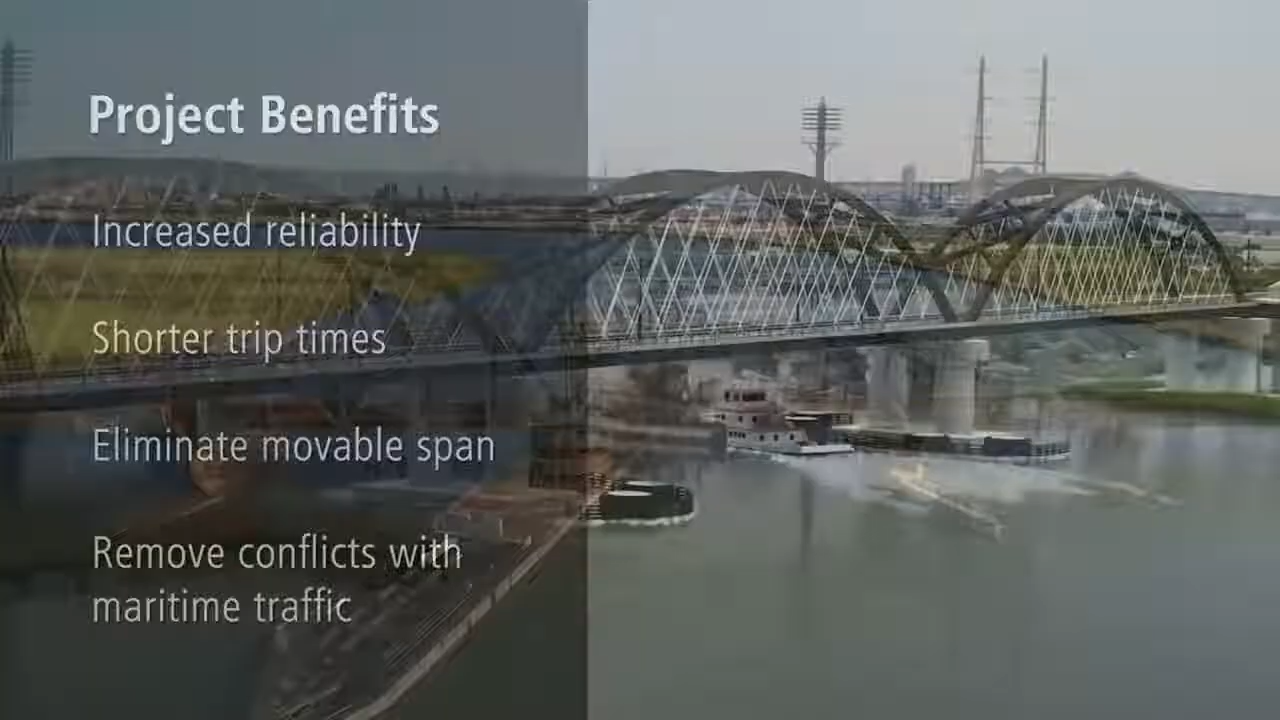 Project Benefits
Increased reliability
Shorter trip times
Eliminate movable span
Remove conflicts with
maritime traffic